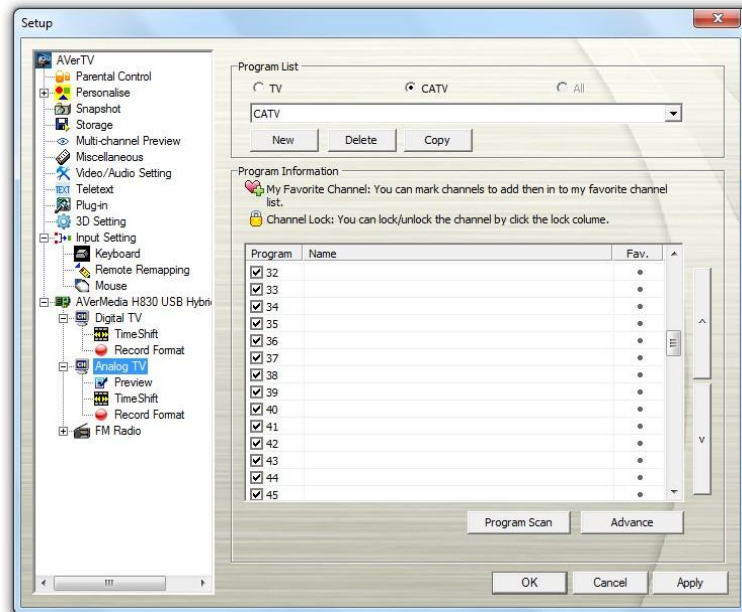 Setup
AVerTV
Parental Control
Personalise
Snapshot
Storage
Multi-channel Preview
Miscellaneous
Video/Audio Setting
TEXT Teletext
Plug-in
3D Setting
Input Setting
Keyboard
Remote Remapping
Mouse
AVerMedia H830 USB Hybri
Digital TV
TimeShift
Record Format
Analog TV
Preview
TimeShift
Record Format
FM Radio
Program List
TV CATV All
CATV
New Delete Copy
Program Information
My Favorite Channel: You can mark channels to add then in to my favorite channel
list.
Channel Lock: You can lock/unlock the channel by click the lock colume.
Program Name Fav.
32
33
34
35
36
37
38
39
40
41
42
43
44
45
Program Scan Advance
OK Cancel Apply